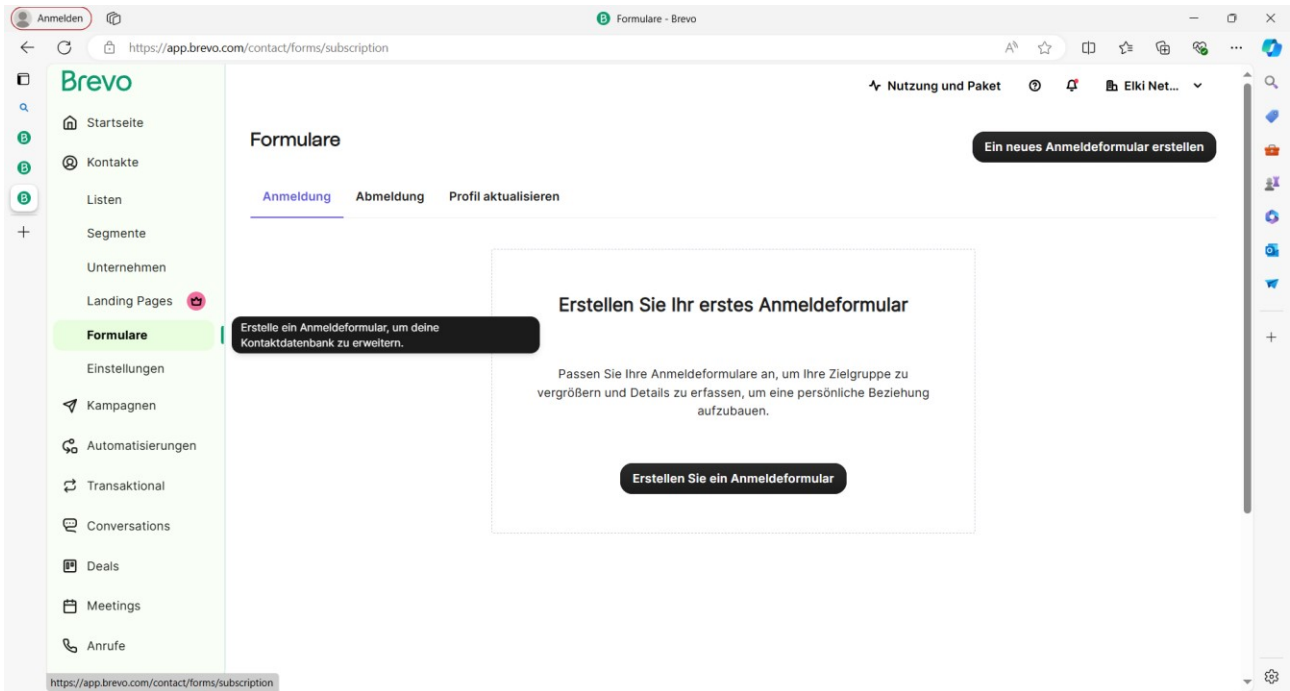 Anmelden
Formulare - Brevo
https://app.brevo.com/contact/forms/subscription
Brevo
Nutzung und Paket
Elki Net...
Startseite
Kontakte
Listen
Segmente
Unternehmen
Landing Pages
Formulare
Einstellungen
Kampagnen
Automatisierungen
Transaktional
Conversations
Deals
Meetings
Anrufe
Formulare
Ein neues Anmeldeformular erstellen
Anmeldung Abmeldung Profil aktualisieren
Erstelle ein Anmeldeformular, um deine
Kontaktdatenbank zu erweitern.
Erstellen Sie Ihr erstes Anmeldeformular
Passen Sie Ihre Anmeldeformulare an, um Ihre Zielgruppe zu
vergrößern und Details zu erfassen, um eine persönliche Beziehung
aufzubauen.
Erstellen Sie ein Anmeldeformular
https://app.brevo.com/contact/forms/subscription